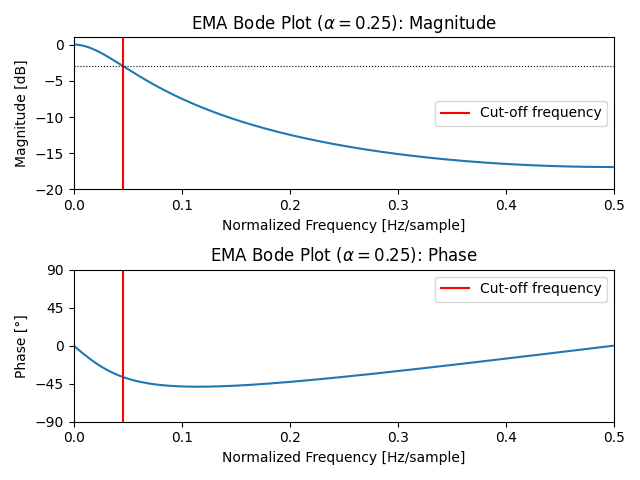 EMA Bode Plot (α = 0.25): Magnitude
0
−5
−10
−15
−20
Magnitude [dB]
Cut-off frequency
0.0 0.1 0.2 0.3 0.4 0.5
Normalized Frequency [Hz/sample]
EMA Bode Plot (α = 0.25): Phase
90
45
0
−45
−90
Phase [°]
Cut-off frequency
0.0 0.1 0.2 0.3 0.4 0.5
Normalized Frequency [Hz/sample]